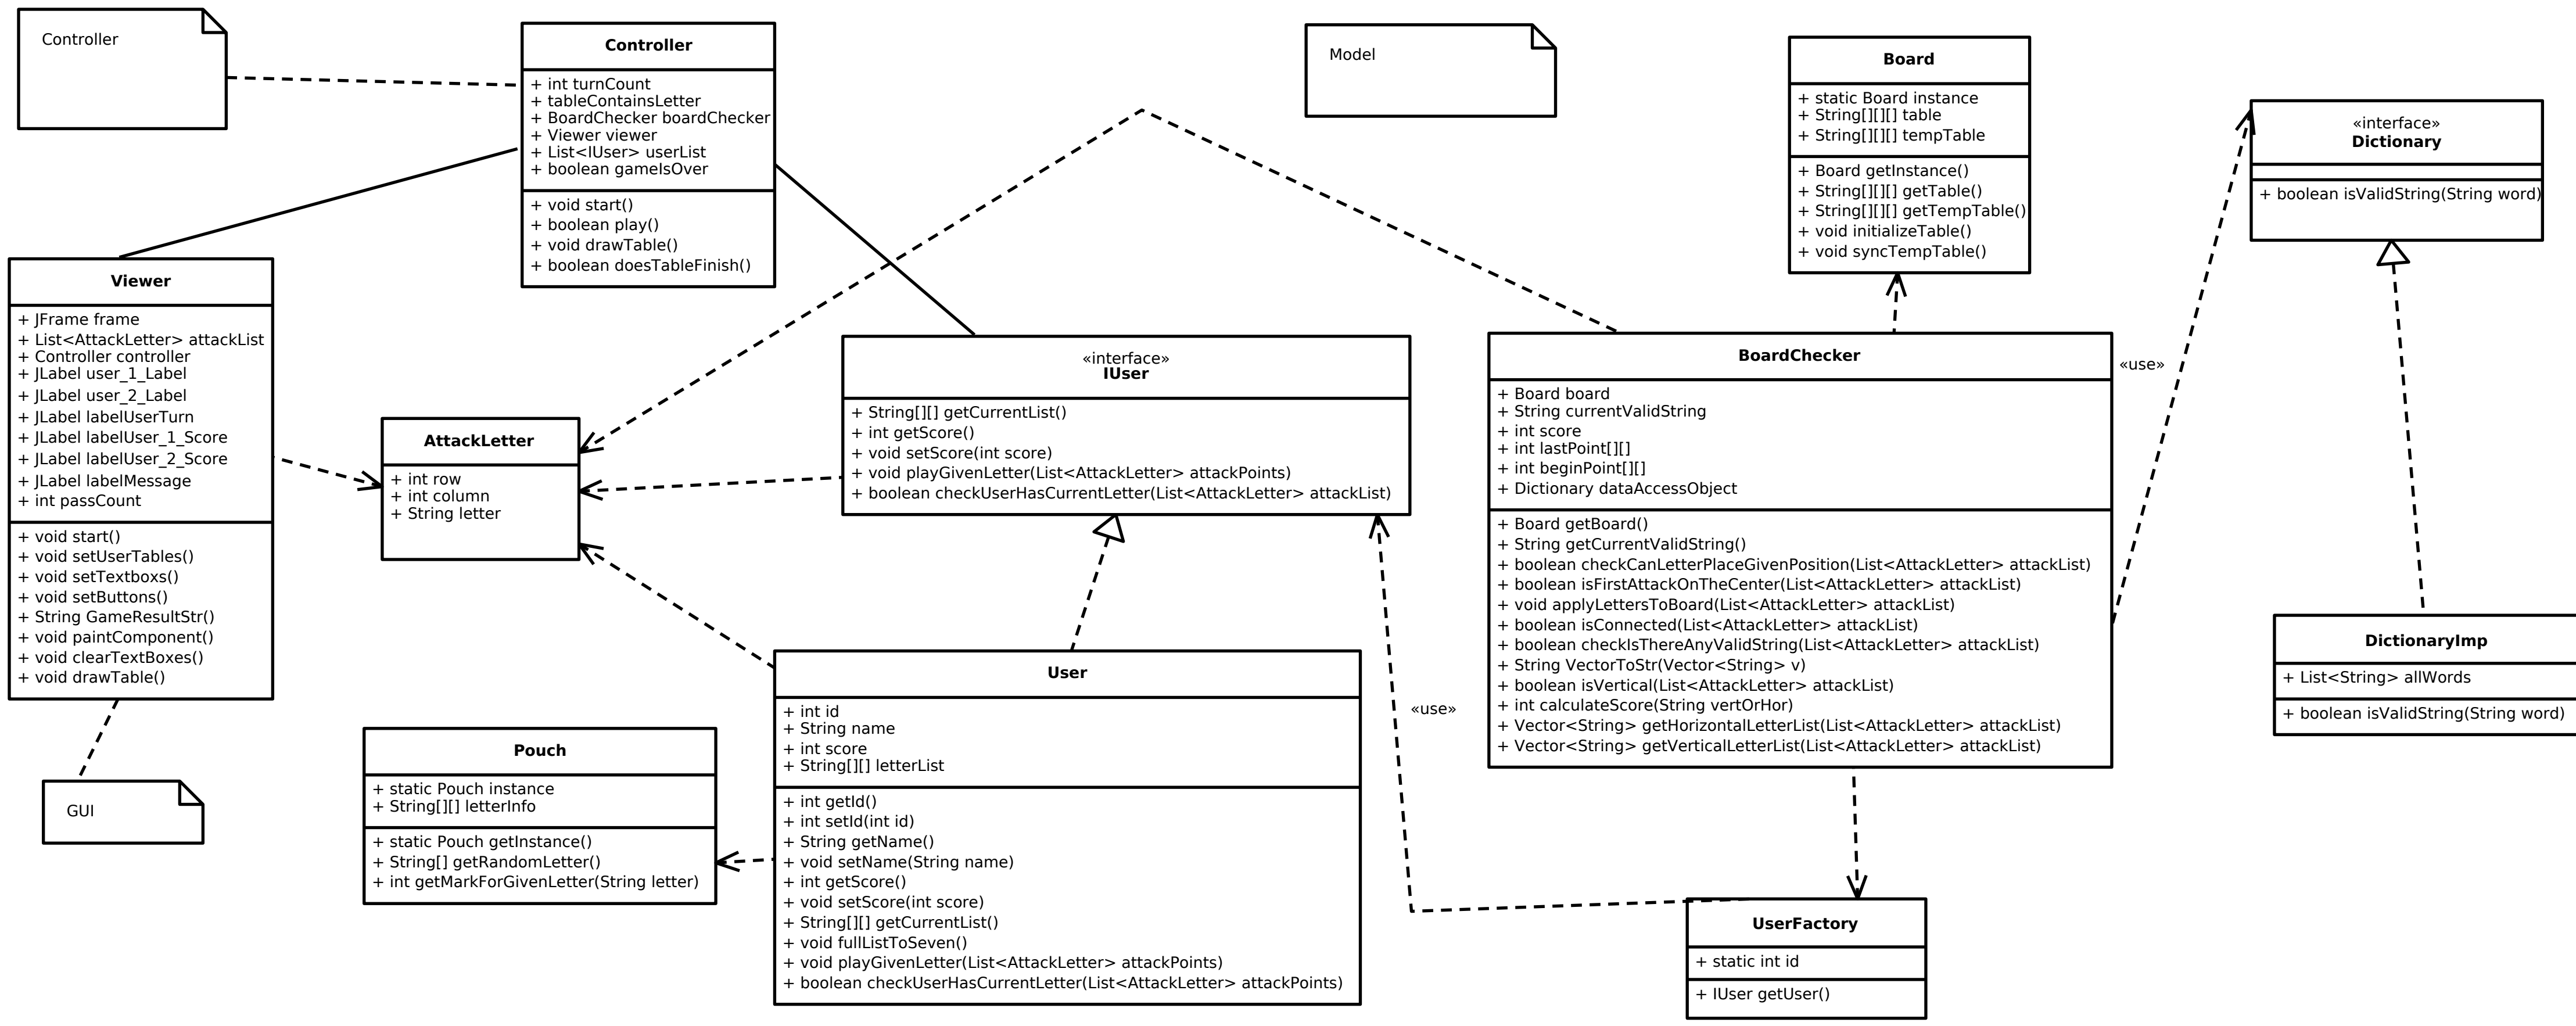 Controller
Controller
+ int turnCount
+ tableContainsLetter
+ BoardChecker boardChecker
+ Viewer viewer
+ List<IUser> userList
+ boolean gameIsOver
+ void start()
+ boolean play()
+ void drawTable()
+ boolean doesTableFinish()
Model
Board
+ static Board instance
+ String[][][] table
+ String[][][] tempTable
+ Board getInstance()
+ String[][][] getTable()
+ String[][][] getTempTable()
+ void initializeTable()
+ void syncTempTable()
«interface»
Dictionary
+ boolean isValidString(String word)
Viewer
+ JFrame frame
+ List<AttackLetter> attackList
+ Controller controller
+ JLabel user_1_Label
+ JLabel user_2_Label
+ JLabel labelUserTurn
+ JLabel labelUser_1_Score
+ JLabel labelUser_2_Score
+ JLabel labelMessage
+ int passCount
+ void start()
+ void setUserTables()
+ void setTextboxs()
+ void setButtons()
+ String GameResultStr()
+ void paintComponent()
+ void clearTextBoxes()
+ void drawTable()
AttackLetter
+ int row
+ int column
+ String letter
«interface»
IUser
+ String[][] getCurrentList()
+ int getScore()
+ void setScore(int score)
+ void playGivenLetter(List<AttackLetter> attackPoints)
+ boolean checkUserHasCurrentLetter(List<AttackLetter> attackList)
BoardChecker
+ Board board
+ String currentValidString
+ int score
+ int lastPoint[][]
+ int beginPoint[][]
+ Dictionary dataAccessObject
+ Board getBoard()
+ String getCurrentValidString()
+ boolean checkCanLetterPlaceGivenPosition(List<AttackLetter> attackList)
+ boolean isFirstAttackOnTheCenter(List<AttackLetter> attackList)
+ void applyLettersToBoard(List<AttackLetter> attackList)
+ boolean isConnected(List<AttackLetter> attackList)
+ boolean checkIsThereAnyValidString(List<AttackLetter> attackList)
+ String VectorToStr(Vector<String> v)
+ boolean isVertical(List<AttackLetter> attackList)
+ int calculateScore(String vertOrHor)
+ Vector<String> getHorizontalLetterList(List<AttackLetter> attackList)
+ Vector<String> getVerticalLetterList(List<AttackLetter> attackList)
«use»
DictionaryImp
+ List<String> allWords
+ boolean isValidString(String word)
«use»
User
+ int id
+ String name
+ int score
+ String[][] letterList
+ int getId()
+ int setId(int id)
+ String getName()
+ void setName(String name)
+ int getScore()
+ void setScore(int score)
+ String[][] getCurrentList()
+ void fullListToSeven()
+ void playGivenLetter(List<AttackLetter> attackPoints)
+ boolean checkUserHasCurrentLetter(List<AttackLetter> attackPoints)
Pouch
+ static Pouch instance
+ String[][] letterInfo
+ static Pouch getInstance()
+ String[] getRandomLetter()
+ int getMarkForGivenLetter(String letter)
GUI
UserFactory
+ static int id
+ IUser getUser()